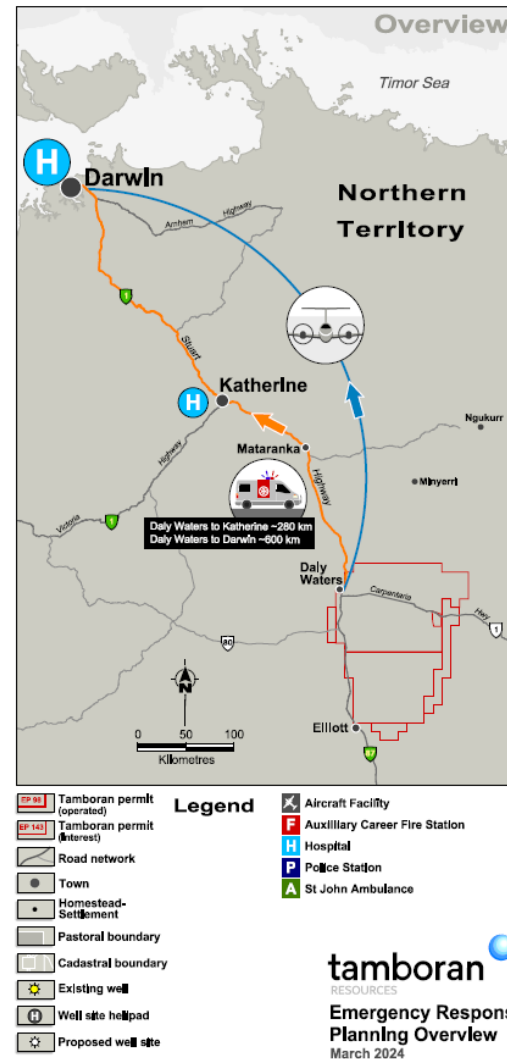 Overview
Timor Sea
H
Darwin
Northern
Territory
Arnhem
Highway
1
Stuart
Katherine
H
Ngukurr
Mataranka
Minyerri
Highway
Highway
Victoria
1
Daly Waters to Katherine ~280 km
Daly Waters to Darwin ~600 km
Daly
Waters
Carpentaria
Hwy
1
80
N
0 50 100
Kilometres
Elliott
87
Legend
EP 98 Tamboran permit
(operated)
EP 143 Tamboran permit
(Interest)
Road network
Town
Homestead-
Settlement
Pastoral boundary
Cadastral boundary
Existing well
H Well site helipad
Proposed well site
Aircraft Facility
F Auxilliary Career Fire Station
H Hospital
P Police Station
A St John Ambulance
tamboran
RESOURCES
Emergency Respons
Planning Overview
March 2024